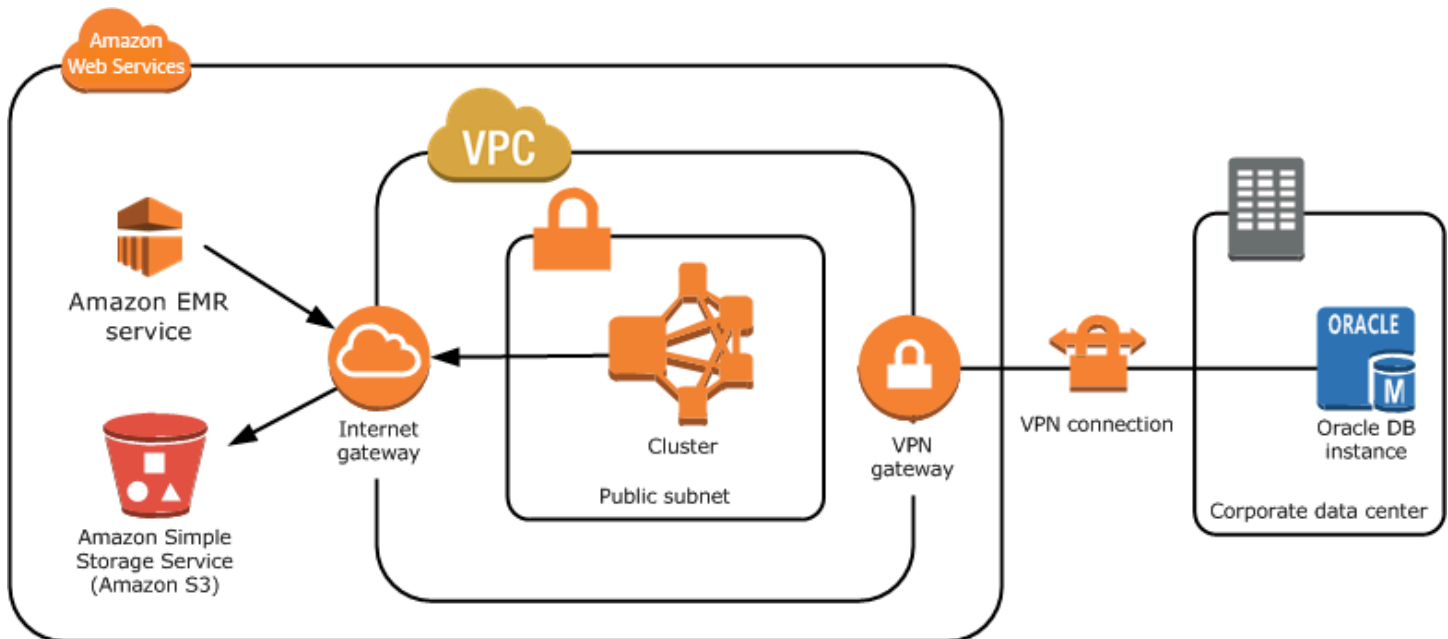 Amazon
Web Services
VPC
Amazon EMR
service
Internet
gateway
Cluster
Public subnet
VPN
gateway
VPN connection
ORACLE
M
Oracle DB
instance
Corporate data center
Amazon Simple
Storage Service
(Amazon S3)